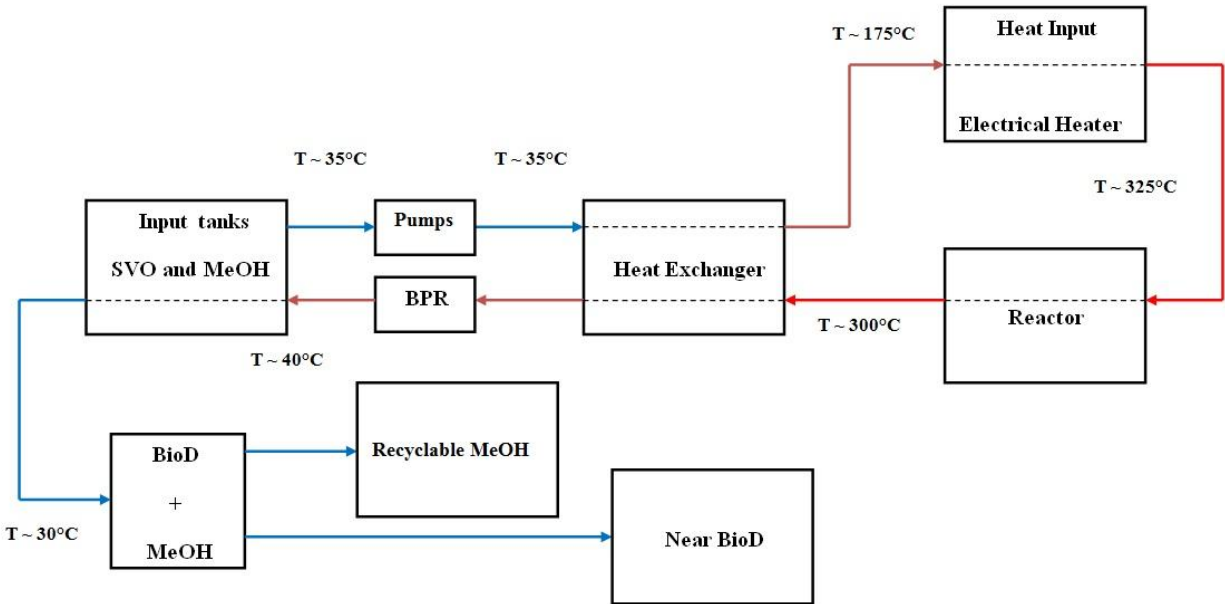 Heat Input
T ~ 175°C
Electrical Heater
T ~ 35°C
T ~ 35°C
T ~ 325°C
Input tanks
Pumps
SVO and MeOH
Heat Exchanger
BPR
T ~ 300°C
Reactor
T ~ 40°C
Recyclable MeOH
BioD
+
MeOH
T ~ 30°C
Near BioD